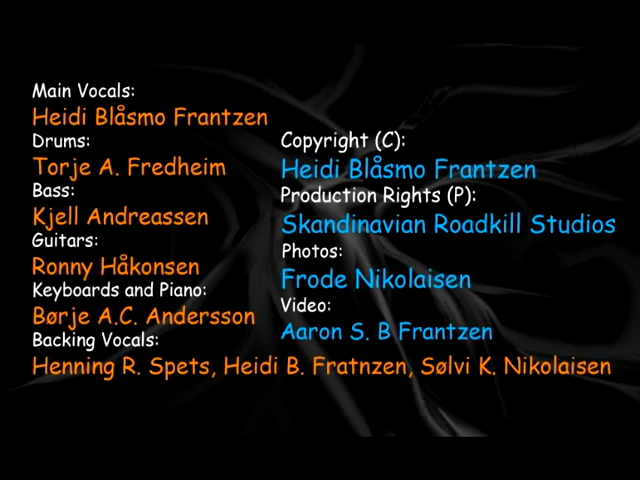 Main Vocals:
Heidi Blåsmo Frantzen
Drums:
Torje A. Fredheim
Bass:
Kjell Andreassen
Guitars:
Ronny Håkonsen
Keyboards and Piano:
Børje A.C. Andersson
Backing Vocals:
Henning R. Spets, Heidi B. Fratnzen, Sølvi K. Nikolaisen
Copyright (C):
Heidi Blåsmo Frantzen
Production Rights (P):
Skandinavian Roadkill Studios
Photos:
Frode Nikolaisen
Video:
Aaron S. B Frantzen